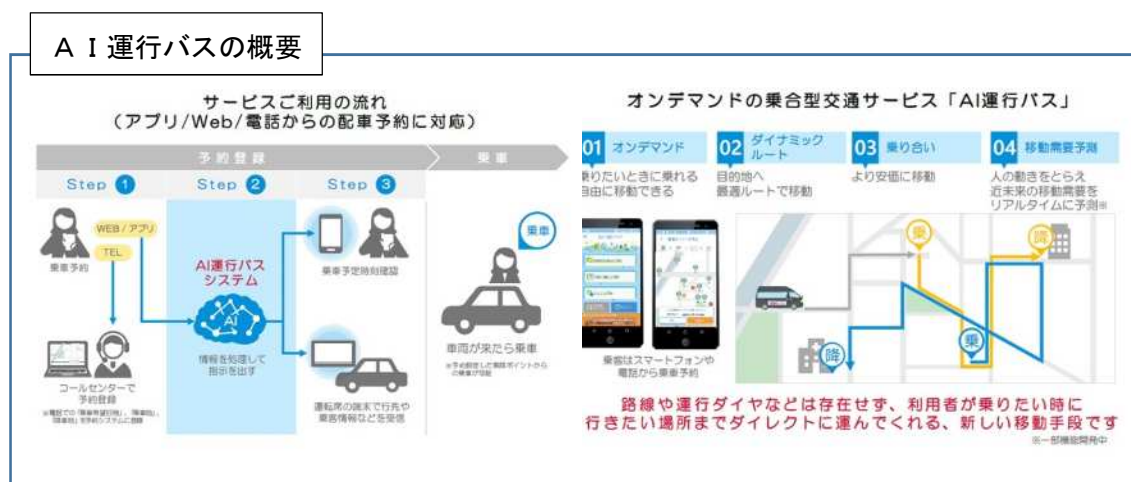 ＡＩ運行バスの概要
サービスご利用の流れ
（アプリ/Web/電話からの配車予約に対応）
予約登録
乗車
Step 1
Step 2
Step 3
WEB / アプリ
TEL
乗車予約
コールセンターで
予約登録
AI運行バス
システム
AI
情報を処理して
指示を出す
乗車予定時刻確認
運転席の端末で行先や
乗客情報などを受信
乗車
車両が来たら乗車
オンデマンドの乗合型交通サービス「AI運行バス」
01 オンデマンド
乗りたいときに乗れる
自由に移動できる
02 ダイナミック
ルート
目的地へ
最適ルートで移動
03 乗り合い
より安価に移動
04 移動需要予測
人の動きをとらえ
近未来の移動需要を
リアルタイムに予測※
乗客はスマートフォンや
電話から乗車予約
乗
降
乗
降
路線や運行ダイヤなどは存在せず、利用者が乗りたい時に
行きたい場所までダイレクトに運んでくれる、新しい移動手段です
※一部機能開発中